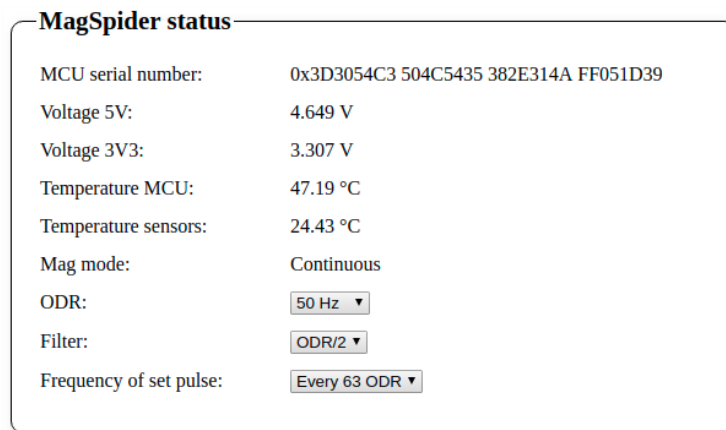 MagSpider status
MCU serial number: 0x3D3054C3 504C5435 382E314A FF051D39
Voltage 5V: 4.649 V
Voltage 3V3: 3.307 V
Temperature MCU: 47.19 °C
Temperature sensors: 24.43 °C
Mag mode: Continuous
ODR: 50 Hz
Filter: ODR/2
Frequency of set pulse: Every 63 ODR